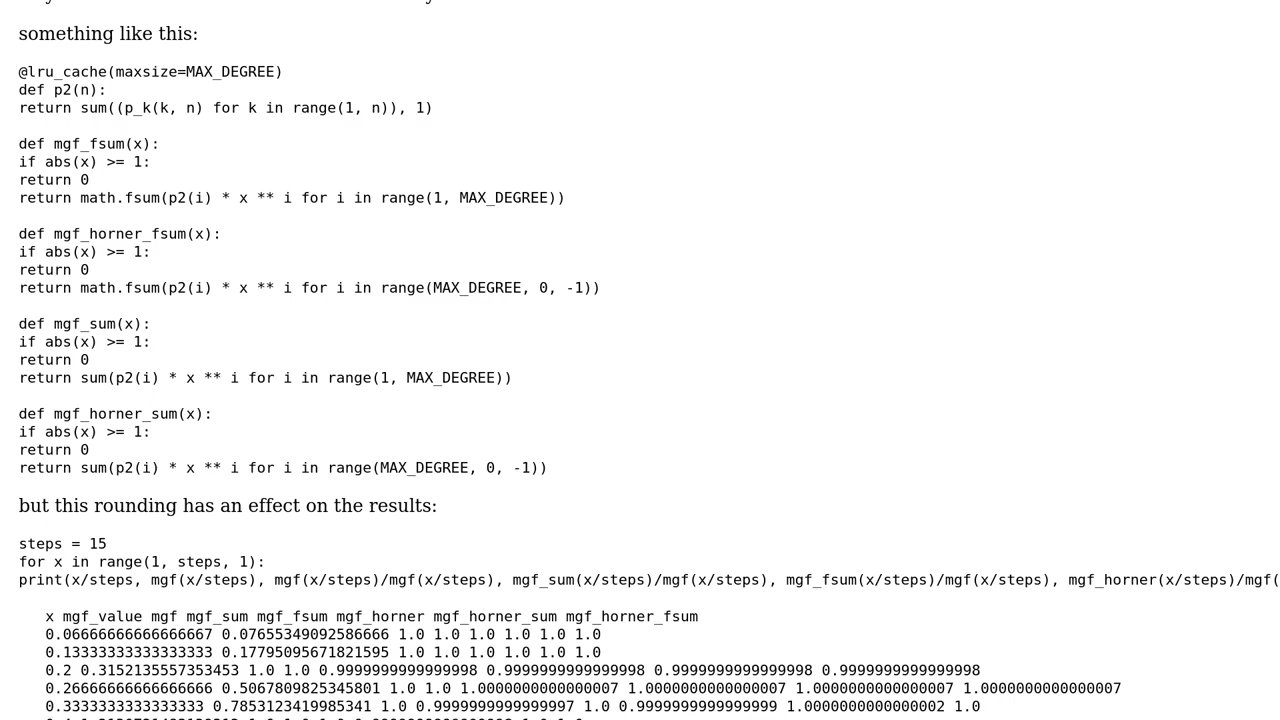 something like this:
@lru_cache(maxsize=MAX_DEGREE)
def p2(n):
return sum((p_k(k, n) for k in range(1, n)), 1)
def mgf_fsum(x):
if abs(x) >= 1:
return 0
return math.fsum(p2(i) * x ** i for i in range(1, MAX_DEGREE))
def mgf_horner_fsum(x):
if abs(x) >= 1:
return 0
return math.fsum(p2(i) * x ** i for i in range(MAX_DEGREE, 0, -1))
def mgf_sum(x):
if abs(x) >= 1:
return 0
return sum(p2(i) * x ** i for i in range(1, MAX_DEGREE))
def mgf_horner_sum(x):
if abs(x) >= 1:
return 0
return sum(p2(i) * x ** i for i in range(MAX_DEGREE, 0, -1))
but this rounding has an effect on the results:
steps = 15
for x in range(1, steps, 1):
print(x/steps, mgf(x/steps), mgf(x/steps)/mgf(x/steps), mgf_sum(x/steps)/mgf(x/steps), mgf_fsum(x/steps)/mgf(x/steps), mgf_horner(x/steps)/mgf(
x mgf_value mgf mgf_sum mgf_fsum mgf_horner mgf_horner_sum mgf_horner_fsum
0.06666666666666667 0.07655349092586666 1.0 1.0 1.0 1.0 1.0 1.0
0.13333333333333333 0.17795095671821595 1.0 1.0 1.0 1.0 1.0 1.0
0.2 0.3152135557353453 1.0 1.0 0.9999999999999998 0.9999999999999998 0.9999999999999998 0.9999999999999998
0.26666666666666666 0.5067809825345801 1.0 1.0 1.0000000000000007 1.0000000000000007 1.0000000000000007 1.0000000000000007
0.3333333333333333 0.7853123419985341 1.0 0.9999999999999997 1.0 0.9999999999999999 1.0000000000000002 1.0